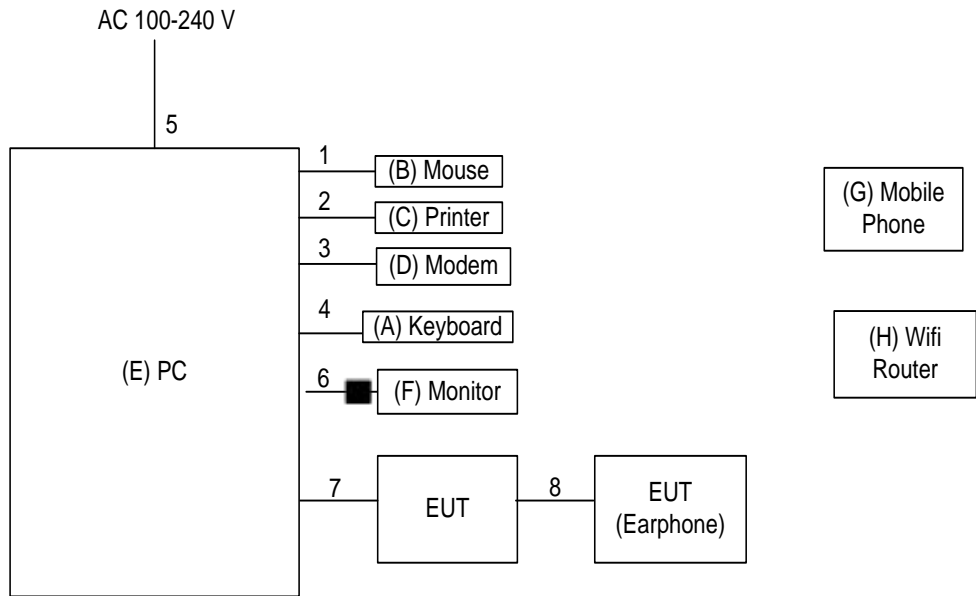 AC 100-240 V
5
1
(B) Mouse
2
(C) Printer
3
(D) Modem
4
(A) Keyboard
(E) PC
6
(F) Monitor
7
EUT
8
EUT
(Earphone)
(G) Mobile
Phone
(H) Wifi
Router